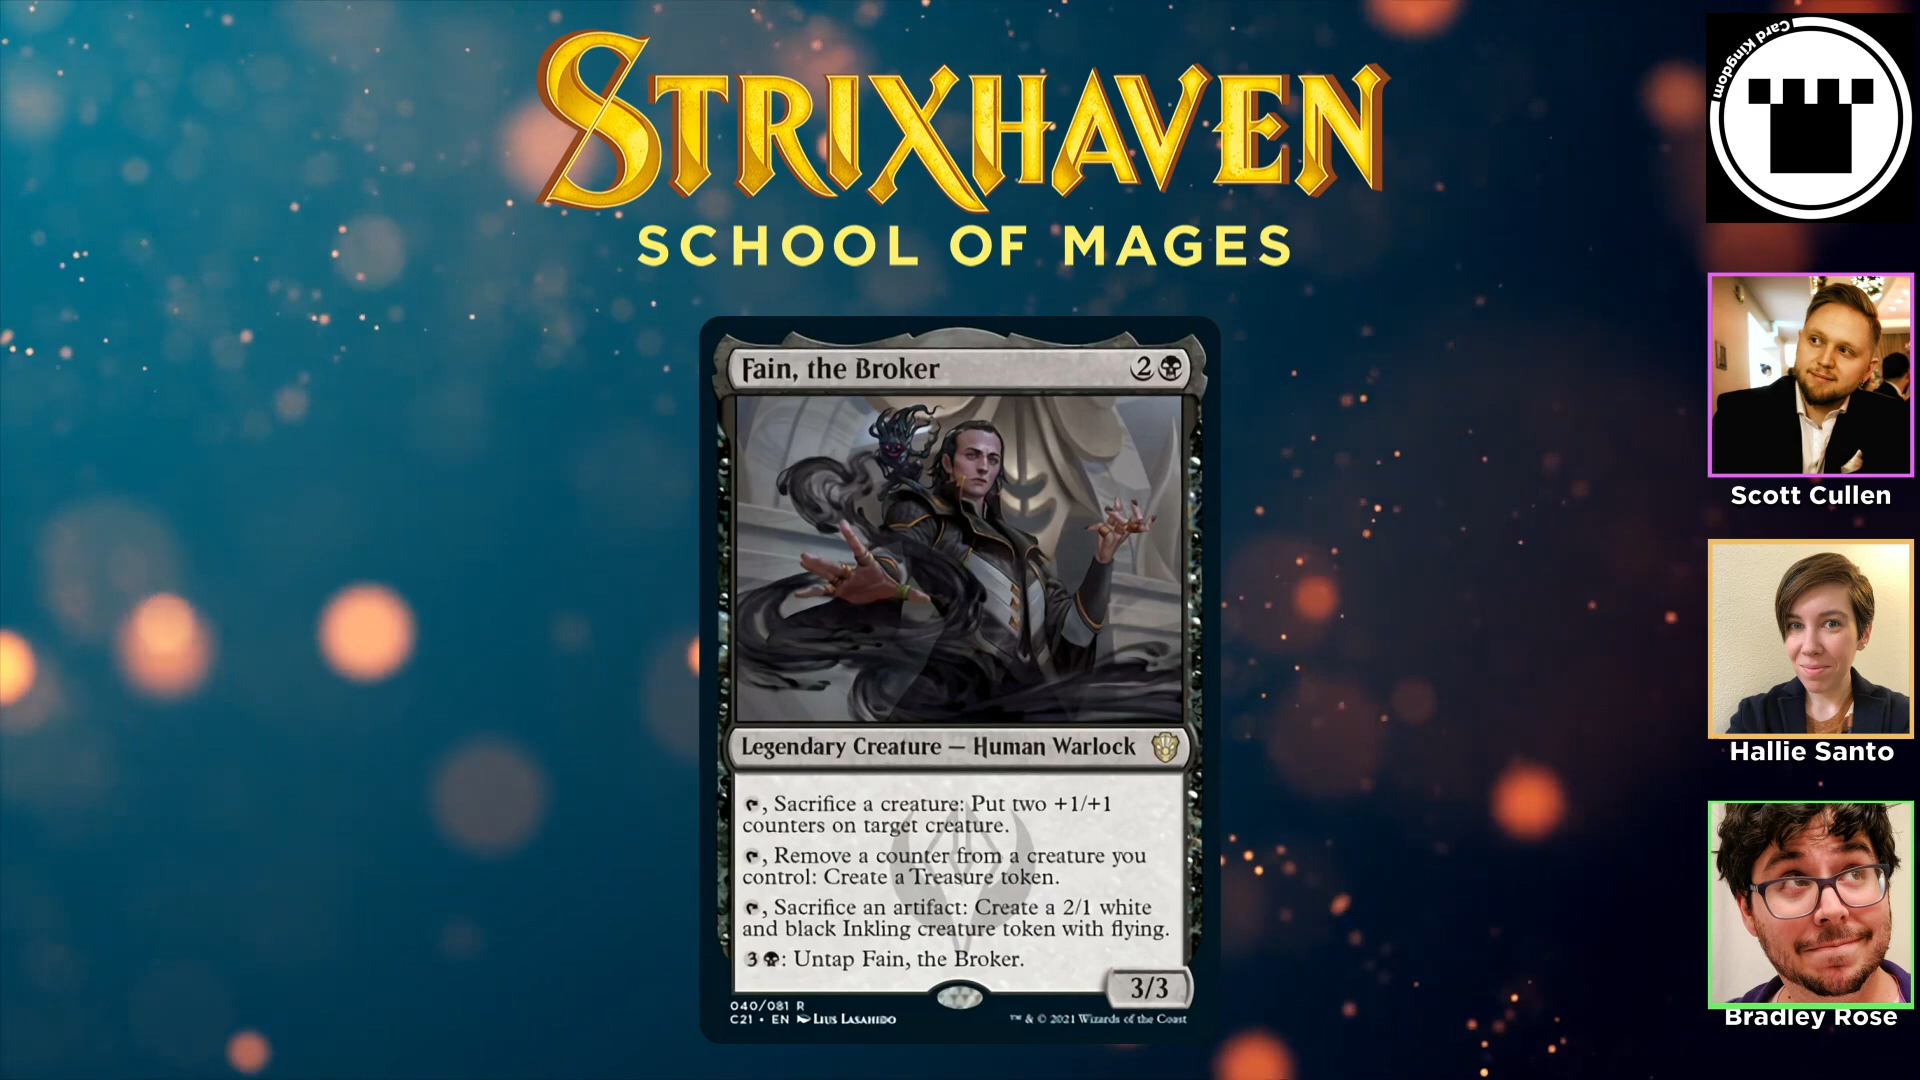 STRIXHAVEN
SCHOOL OF MAGES
Card Kingdom
Fain, the Broker 2
Legendary Creature — Human Warlock
, Sacrifice a creature: Put two +1/+1
counters on target creature.
, Remove a counter from a creature you
control: Create a Treasure token.
, Sacrifice an artifact: Create a 2/1 white
and black Inkling creature token with flying.
3: Untap Fain, the Broker.
3/3
040/081 R
C21 • EN Lius Lasahido
™ & © 2021 Wizards of the Coast
Scott Cullen
Hallie Santo
Bradley Rose